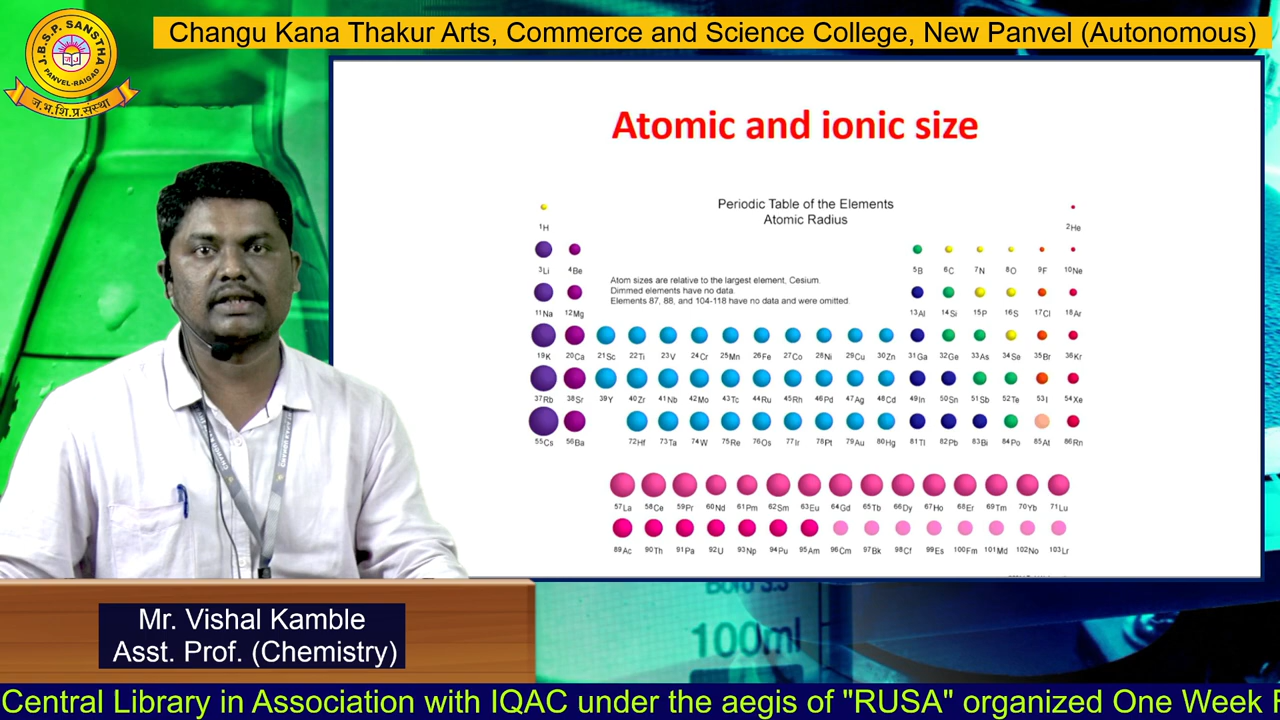 Changu Kana Thakur Arts, Commerce and Science College, New Panvel (Autonomous)
J.B.S.P. SANSTHA
PANVEL-RAIGAD
ज.भ.शि.प्र.संस्था
Atomic and ionic size
Periodic Table of the Elements
Atomic Radius
1H 2He
3Li 4Be 5B 6C 7N 8O 9F 10Ne
Atom sizes are relative to the largest element, Cesium.
Dimmed elements have no data.
Elements 87, 88, and 104-118 have no data and were omitted.
11Na 12Mg 13Al 14Si 15P 16S 17Cl 18Ar
19K 20Ca 21Sc 22Ti 23V 24Cr 25Mn 26Fe 27Co 28Ni 29Cu 30Zn 31Ga 32Ge 33As 34Se 35Br 36Kr
37Rb 38Sr 39Y 40Zr 41Nb 42Mo 43Tc 44Ru 45Rh 46Pd 47Ag 48Cd 49In 50Sn 51Sb 52Te 53I 54Xe
55Cs 56Ba 72Hf 73Ta 74W 75Re 76Os 77Ir 78Pt 79Au 80Hg 81Tl 82Pb 83Bi 84Po 85At 86Rn
57La 58Ce 59Pr 60Nd 61Pm 62Sm 63Eu 64Gd 65Tb 66Dy 67Ho 68Er 69Tm 70Yb 71Lu
89Ac 90Th 91Pa 92U 93Np 94Pu 95Am 96Cm 97Bk 98Cf 99Es 100Fm 101Md 102No 103Lr
100ml
Mr. Vishal Kamble
Asst. Prof. (Chemistry)
Central Library in Association with IQAC under the aegis of "RUSA" organized One Week